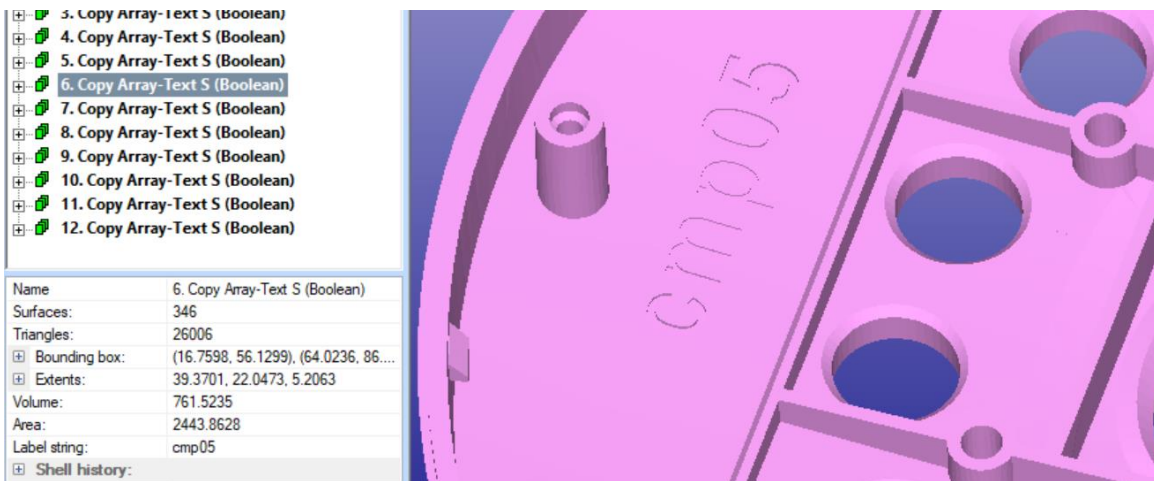 3. Copy Array-Text S (Boolean)
4. Copy Array-Text S (Boolean)
5. Copy Array-Text S (Boolean)
6. Copy Array-Text S (Boolean)
7. Copy Array-Text S (Boolean)
8. Copy Array-Text S (Boolean)
9. Copy Array-Text S (Boolean)
10. Copy Array-Text S (Boolean)
11. Copy Array-Text S (Boolean)
12. Copy Array-Text S (Boolean)
Name 6. Copy Array-Text S (Boolean)
Surfaces: 346
Triangles: 26006
Bounding box: (16.7598, 56.1299), (64.0236, 86....
Extents: 39.3701, 22.0473, 5.2063
Volume: 761.5235
Area: 2443.8628
Label string: cmp05
Shell history:
cmp05